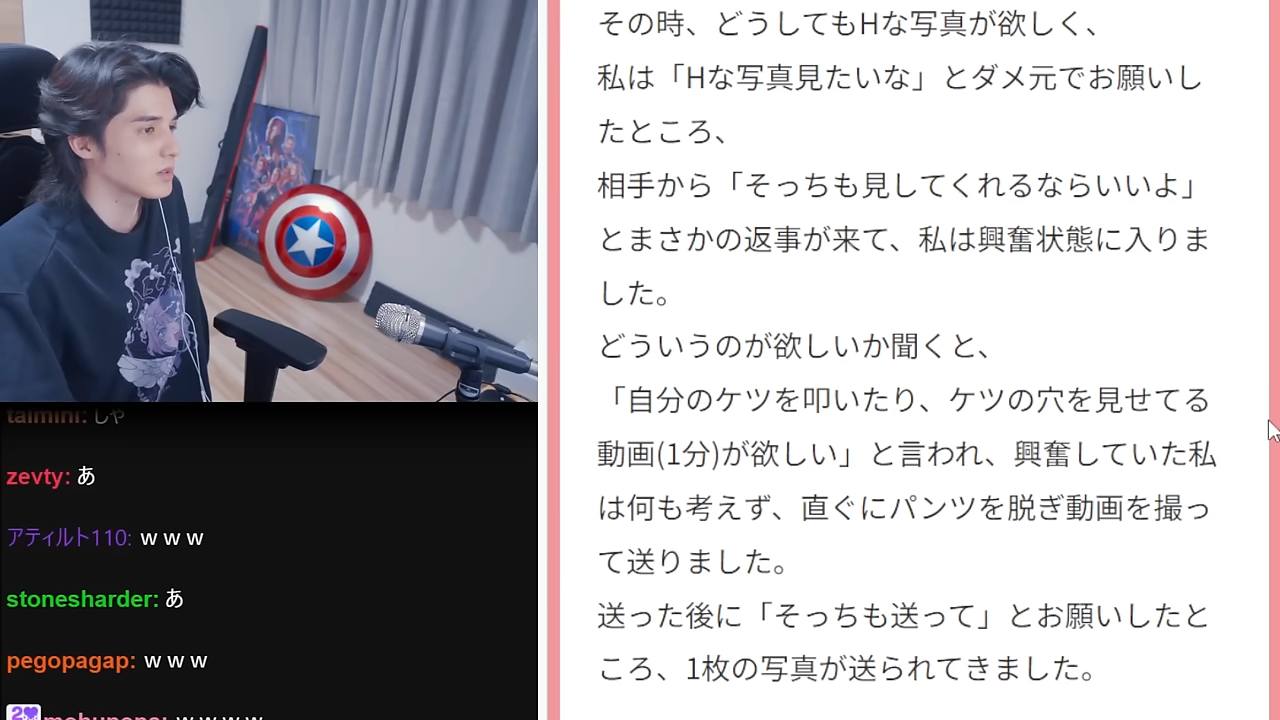 その時、どうしてもHな写真が欲しく、
私は「Hな写真見たいな」とダメ元でお願いし
たところ、
相手から「そっちも見してくれるならいいよ」
とまさかの返事が来て、私は興奮状態に入りま
した。
どういうのが欲しいか聞くと、
「自分のケツを叩いたり、ケツの穴を見せてる
動画(1分)が欲しい」と言われ、興奮していた私
は何も考えず、直ぐにパンツを脱ぎ動画を撮っ
て送りました。
送った後に「そっちも送って」とお願いしたと
ころ、1枚の写真が送られてきました。
taimini: しゃ
zevty: あ
アティルト110: ｗｗｗ
stonesharder: あ
pegopagap: ｗｗｗ